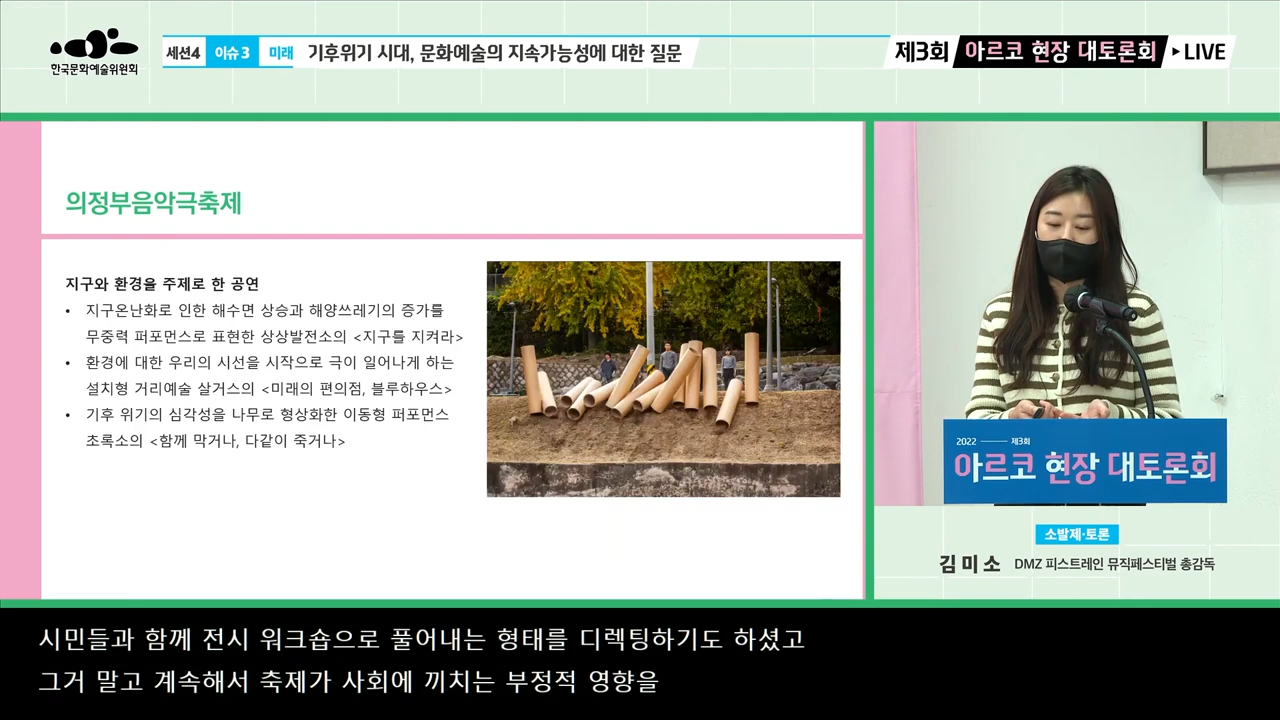 한국문화예술위원회
세션4 이슈 3 미래 기후위기 시대, 문화예술의 지속가능성에 대한 질문
제3회 아르코 현장 대토론회 LIVE
의정부음악극축제
지구와 환경을 주제로 한 공연
• 지구온난화로 인한 해수면 상승과 해양쓰레기의 증가를
무중력 퍼포먼스로 표현한 상상발전소의 <지구를 지켜라>
• 환경에 대한 우리의 시선을 시작으로 극이 일어나게 하는
설치형 거리예술 살거스의 <미래의 편의점, 블루하우스>
• 기후 위기의 심각성을 나무로 형상화한 이동형 퍼포먼스
초록소의 <함께 막거나, 다같이 죽거나>
2022 제3회
아르코 현장 대토론회
소발제·토론
김미소 DMZ 피스트레인 뮤직페스티벌 총감독
시민들과 함께 전시 워크숍으로 풀어내는 형태를 디렉팅하기도 하셨고
그거 말고 계속해서 축제가 사회에 끼치는 부정적 영향을